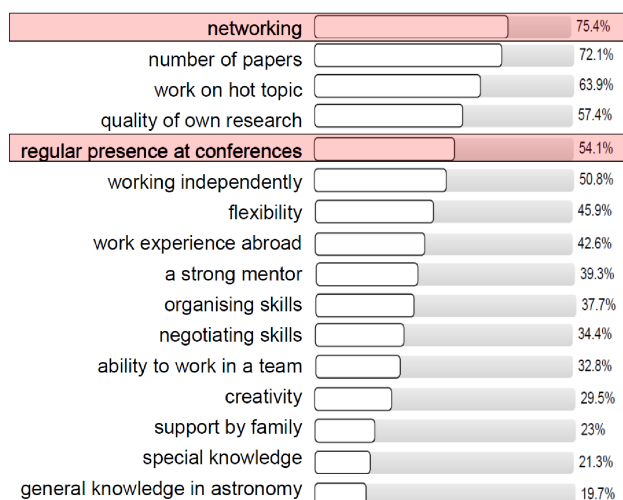 networking 75.4%
number of papers 72.1%
work on hot topic 63.9%
quality of own research 57.4%
regular presence at conferences 54.1%
working independently 50.8%
flexibility 45.9%
work experience abroad 42.6%
a strong mentor 39.3%
organising skills 37.7%
negotiating skills 34.4%
ability to work in a team 32.8%
creativity 29.5%
support by family 23%
special knowledge 21.3%
general knowledge in astronomy 19.7%